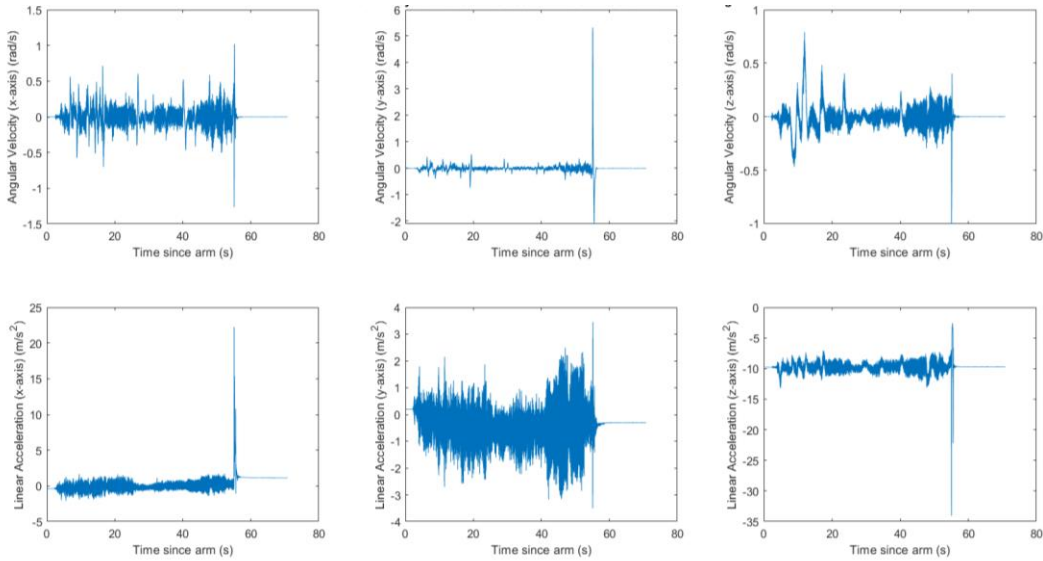 Angular Velocity (x-axis) (rad/s)
1.5
1
0.5
0
-0.5
-1
-1.5
0 20 40 60 80
Time since arm (s)
Angular Velocity (y-axis) (rad/s)
6
5
4
3
2
1
0
-1
-2
0 20 40 60 80
Time since arm (s)
Angular Velocity (z-axis) (rad/s)
1
0.5
0
-0.5
-1
0 20 40 60 80
Time since arm (s)
Linear Acceleration (x-axis) (m/s²)
25
20
15
10
5
0
-5
0 20 40 60 80
Time since arm (s)
Linear Acceleration (y-axis) (m/s²)
4
3
2
1
0
-1
-2
-3
-4
0 20 40 60 80
Time since arm (s)
Linear Acceleration (z-axis) (m/s²)
0
-5
-10
-15
-20
-25
-30
-35
0 20 40 60 80
Time since arm (s)